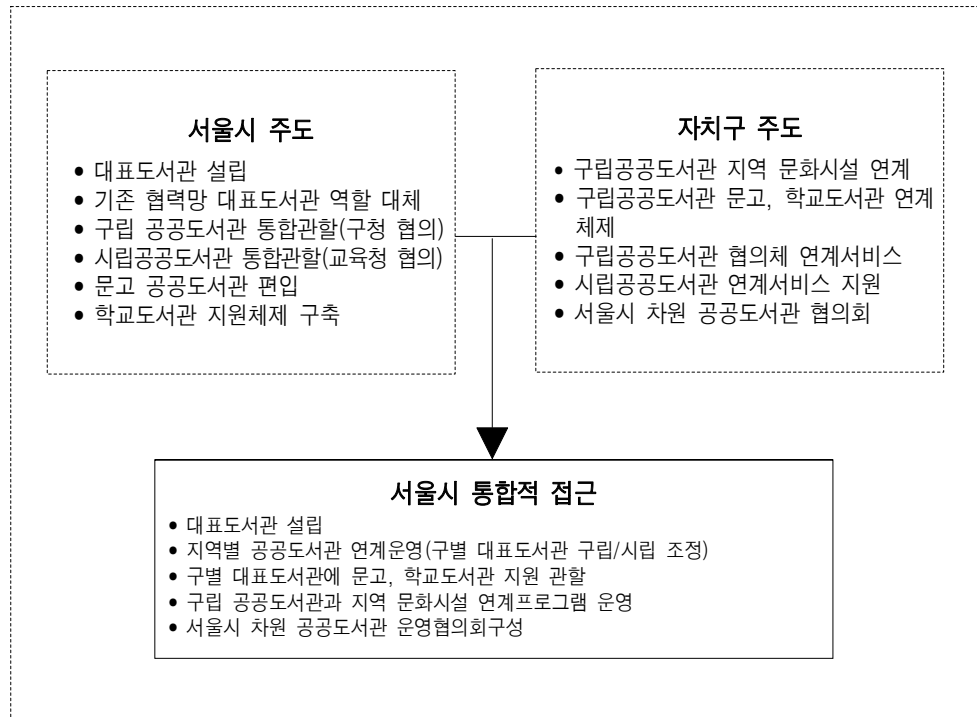 서울시 주도
• 대표도서관 설립
• 기존 협력망 대표도서관 역할 대체
• 구립 공공도서관 통합관할(구청 협의)
• 시립공공도서관 통합관할(교육청 협의)
• 문고 공공도서관 편입
• 학교도서관 지원체제 구축
자치구 주도
• 구립공공도서관 지역 문화시설 연계
• 구립공공도서관 문고, 학교도서관 연계
체제
• 구립공공도서관 협의체 연계서비스
• 시립공공도서관 연계서비스 지원
• 서울시 차원 공공도서관 협의회
서울시 통합적 접근
• 대표도서관 설립
• 지역별 공공도서관 연계운영(구별 대표도서관 구립/시립 조정)
• 구별 대표도서관에 문고, 학교도서관 지원 관할
• 구립 공공도서관과 지역 문화시설 연계프로그램 운영
• 서울시 차원 공공도서관 운영협의회구성